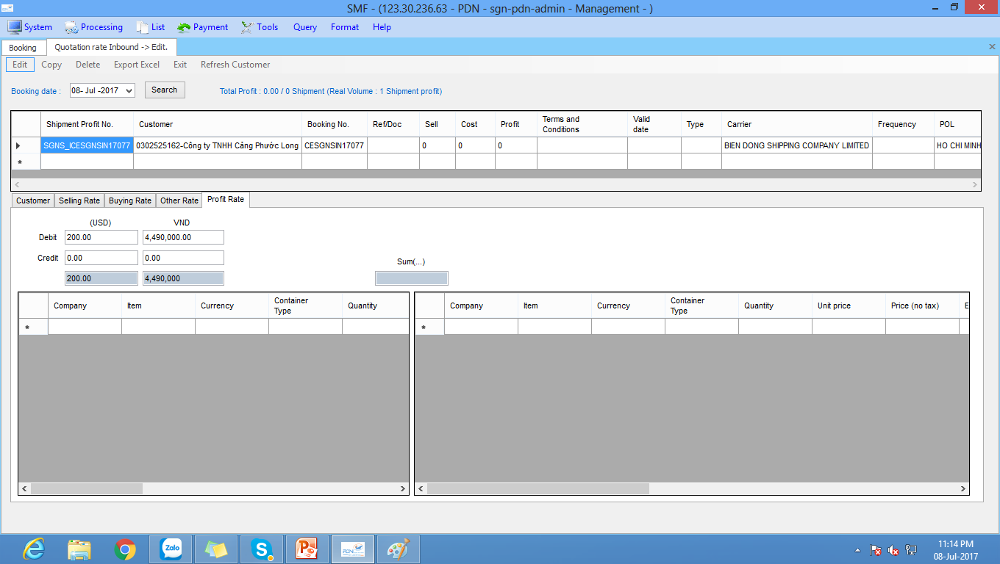 SMF - (123.30.236.63 - PDN - sgn-pdn-admin - Management - )
System Processing List Payment Tools Query Format Help
Booking Quotation rate Inbound -> Edit.
Edit Copy Delete Export Excel Exit Refresh Customer
Booking date : 08- Jul -2017 Search Total Profit : 0.00 / 0 Shipment (Real Volume : 1 Shipment profit)
Shipment Profit No. Customer Booking No. Ref/Doc Sell Cost Profit Terms and Conditions Valid date Type Carrier Frequency POL
SGNS_ICESGNSIN17077 0302525162-Công ty TNHH Cảng Phước Long CESGNSIN17077 0 0 0 BIEN DONG SHIPPING COMPANY LIMITED HO CHI MINH
Customer Selling Rate Buying Rate Other Rate Profit Rate
(USD) VND
Debit 200.00 4,490,000.00
Credit 0.00 0.00
Sum(...)
200.00 4,490,000
Company Item Currency Container Type Quantity
Company Item Currency Container Type Quantity Unit price Price (no tax) E
Zalo
PDN
11:14 PM
08-Jul-2017